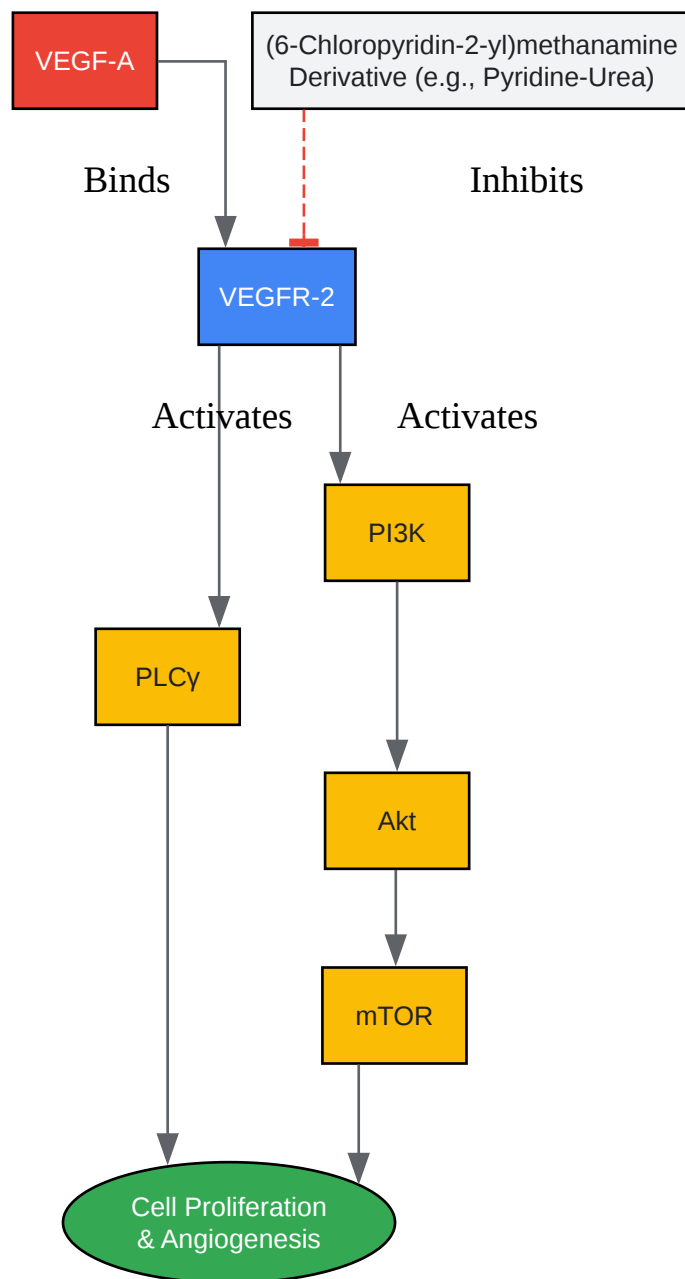 VEGF-A
(6-Chloropyridin-2-yl)methanamine
Derivative (e.g., Pyridine-Urea)
Binds
Inhibits
VEGFR-2
Activates
Activates
PI3K
PLCγ
Akt
mTOR
Cell Proliferation
& Angiogenesis